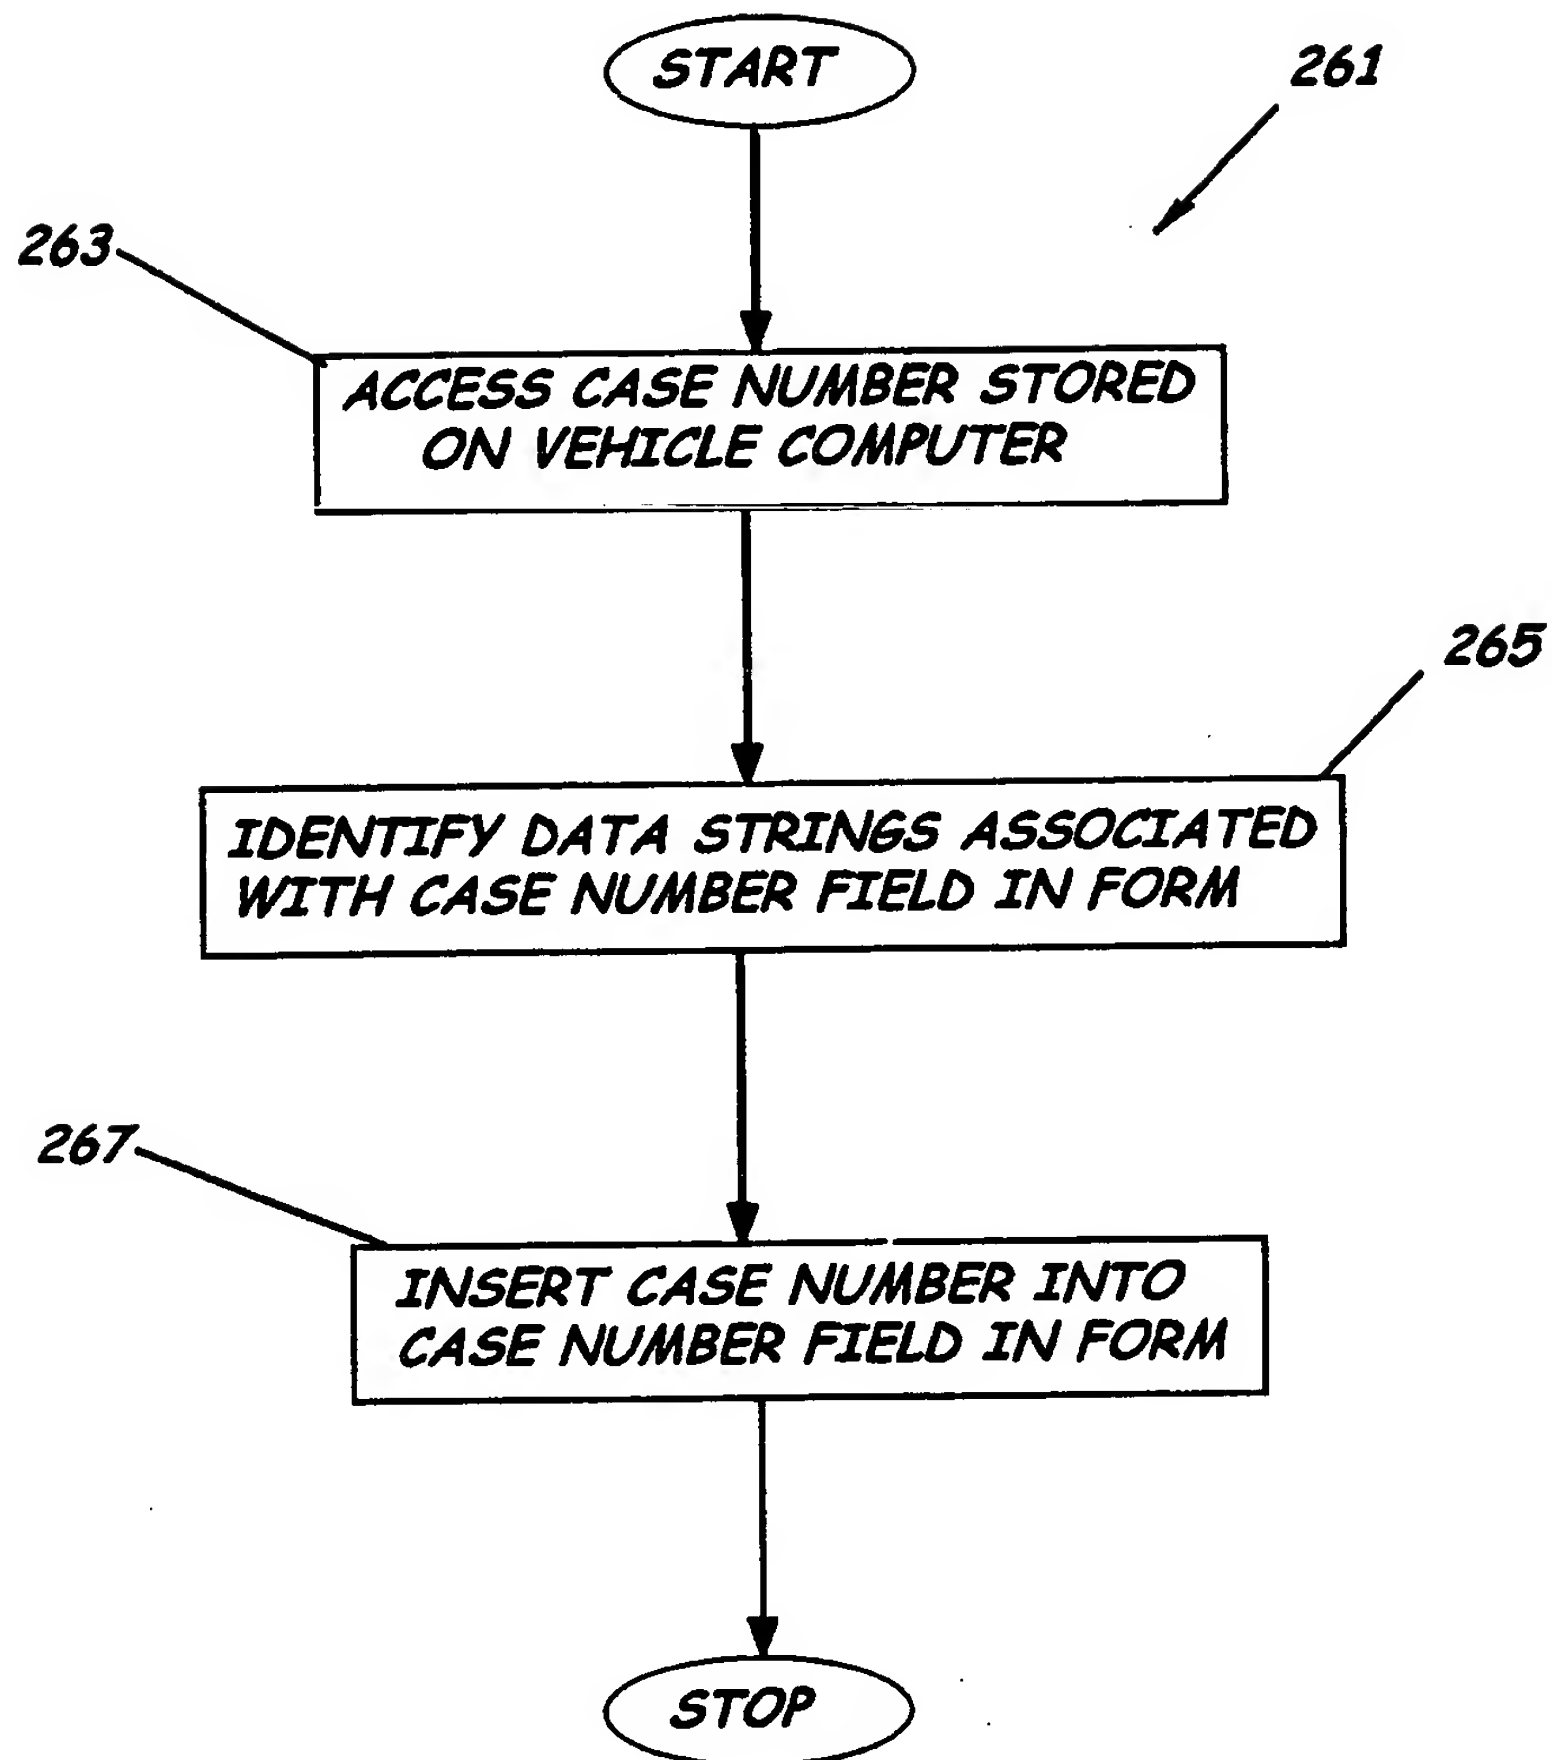 START
261
263
ACCESS CASE NUMBER STORED
ON VEHICLE COMPUTER
265
IDENTIFY DATA STRINGS ASSOCIATED
WITH CASE NUMBER FIELD IN FORM
267
INSERT CASE NUMBER INTO
CASE NUMBER FIELD IN FORM
STOP